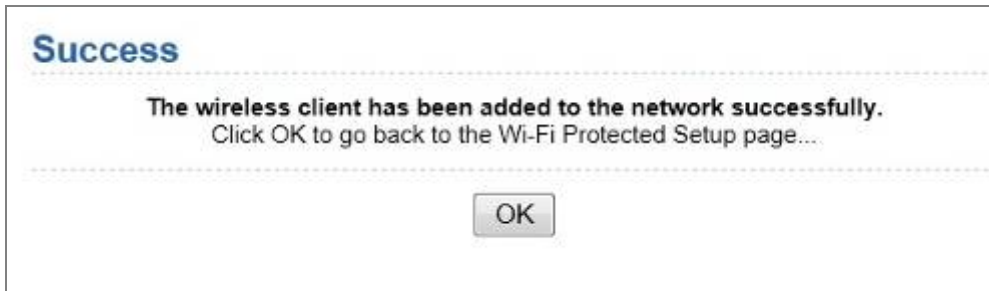 Success
The wireless client has been added to the network successfully.
Click OK to go back to the Wi-Fi Protected Setup page...
OK